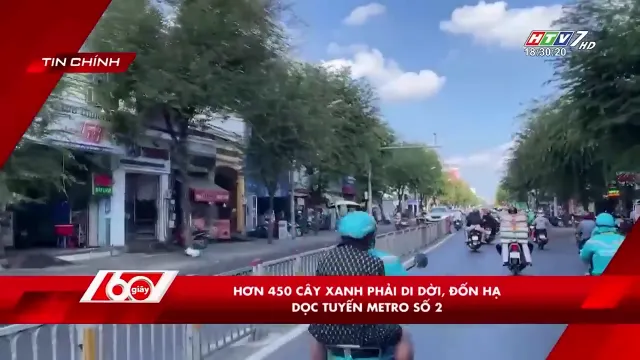 TIN CHÍNH
HTV7 HD
18:30:20
60 giây
HƠN 450 CÂY XANH PHẢI DI DỜI, ĐỐN HẠ
DỌC TUYẾN METRO SỐ 2